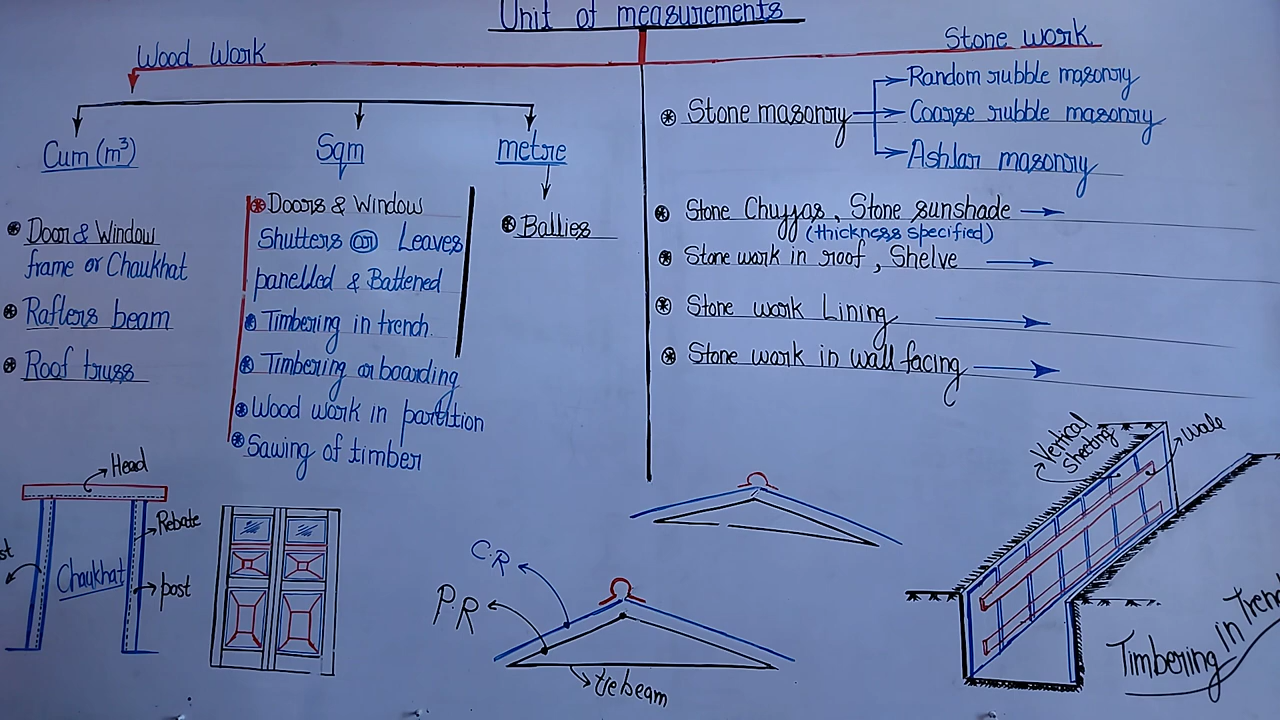 Unit of measurements
Wood Work
Cum (m³)
Door & Window
frame or Chaukhat
Rafters beam
Roof truss
Sqm
Doors & Window
Shutters or Leaves
panelled & Battened
Timbering in trench
Timbering or boarding
Wood work in partition
Sawing of timber
metre
Ballies
Stone work
Stone masonry
Random rubble masonry
Coarse rubble masonry
Ashlar masonry
Stone Chujjas, Stone sunshade
(thickness specified)
Stone work in roof, Shelve
Stone work Lining
Stone work in wall facing
Head
Rebate
Chaukhat
post
st
C.R
P.R
tie beam
Vertical
sheeting
Wale
Timbering in Tren